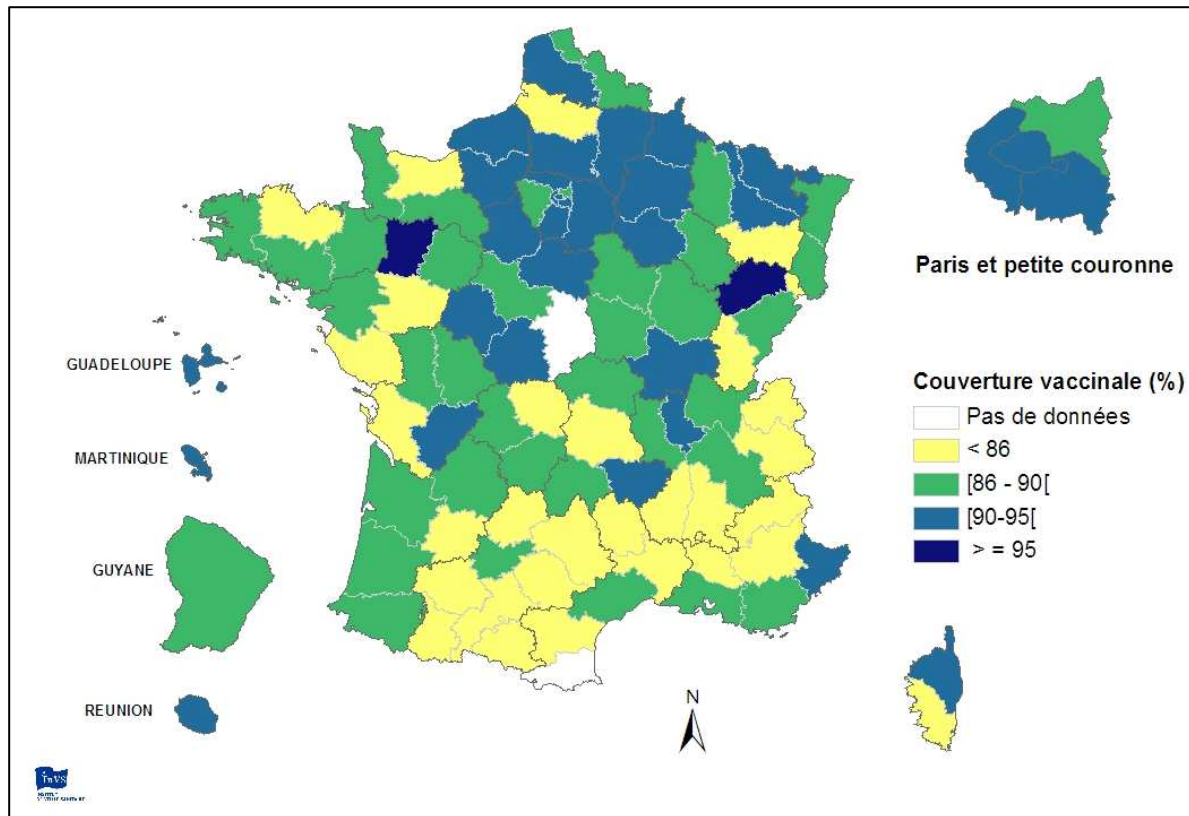 Paris et petite couronne
GUADELOUPE
MARTINIQUE
GUYANE
REUNION
Couverture vaccinale (%)
Pas de données
< 86
[86 - 90[
[90-95[
> = 95
N
InVS